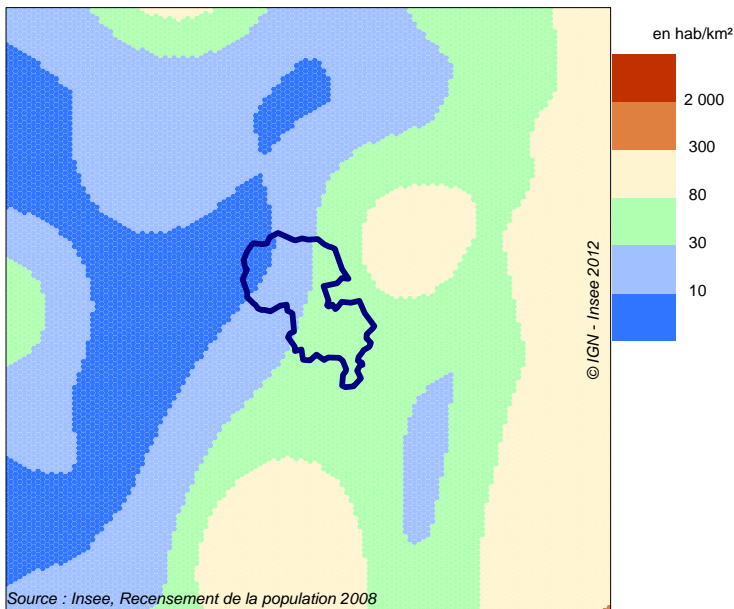 en hab/km²
2 000
300
80
30
10
© IGN - Insee 2012
Source : Insee, Recensement de la population 2008